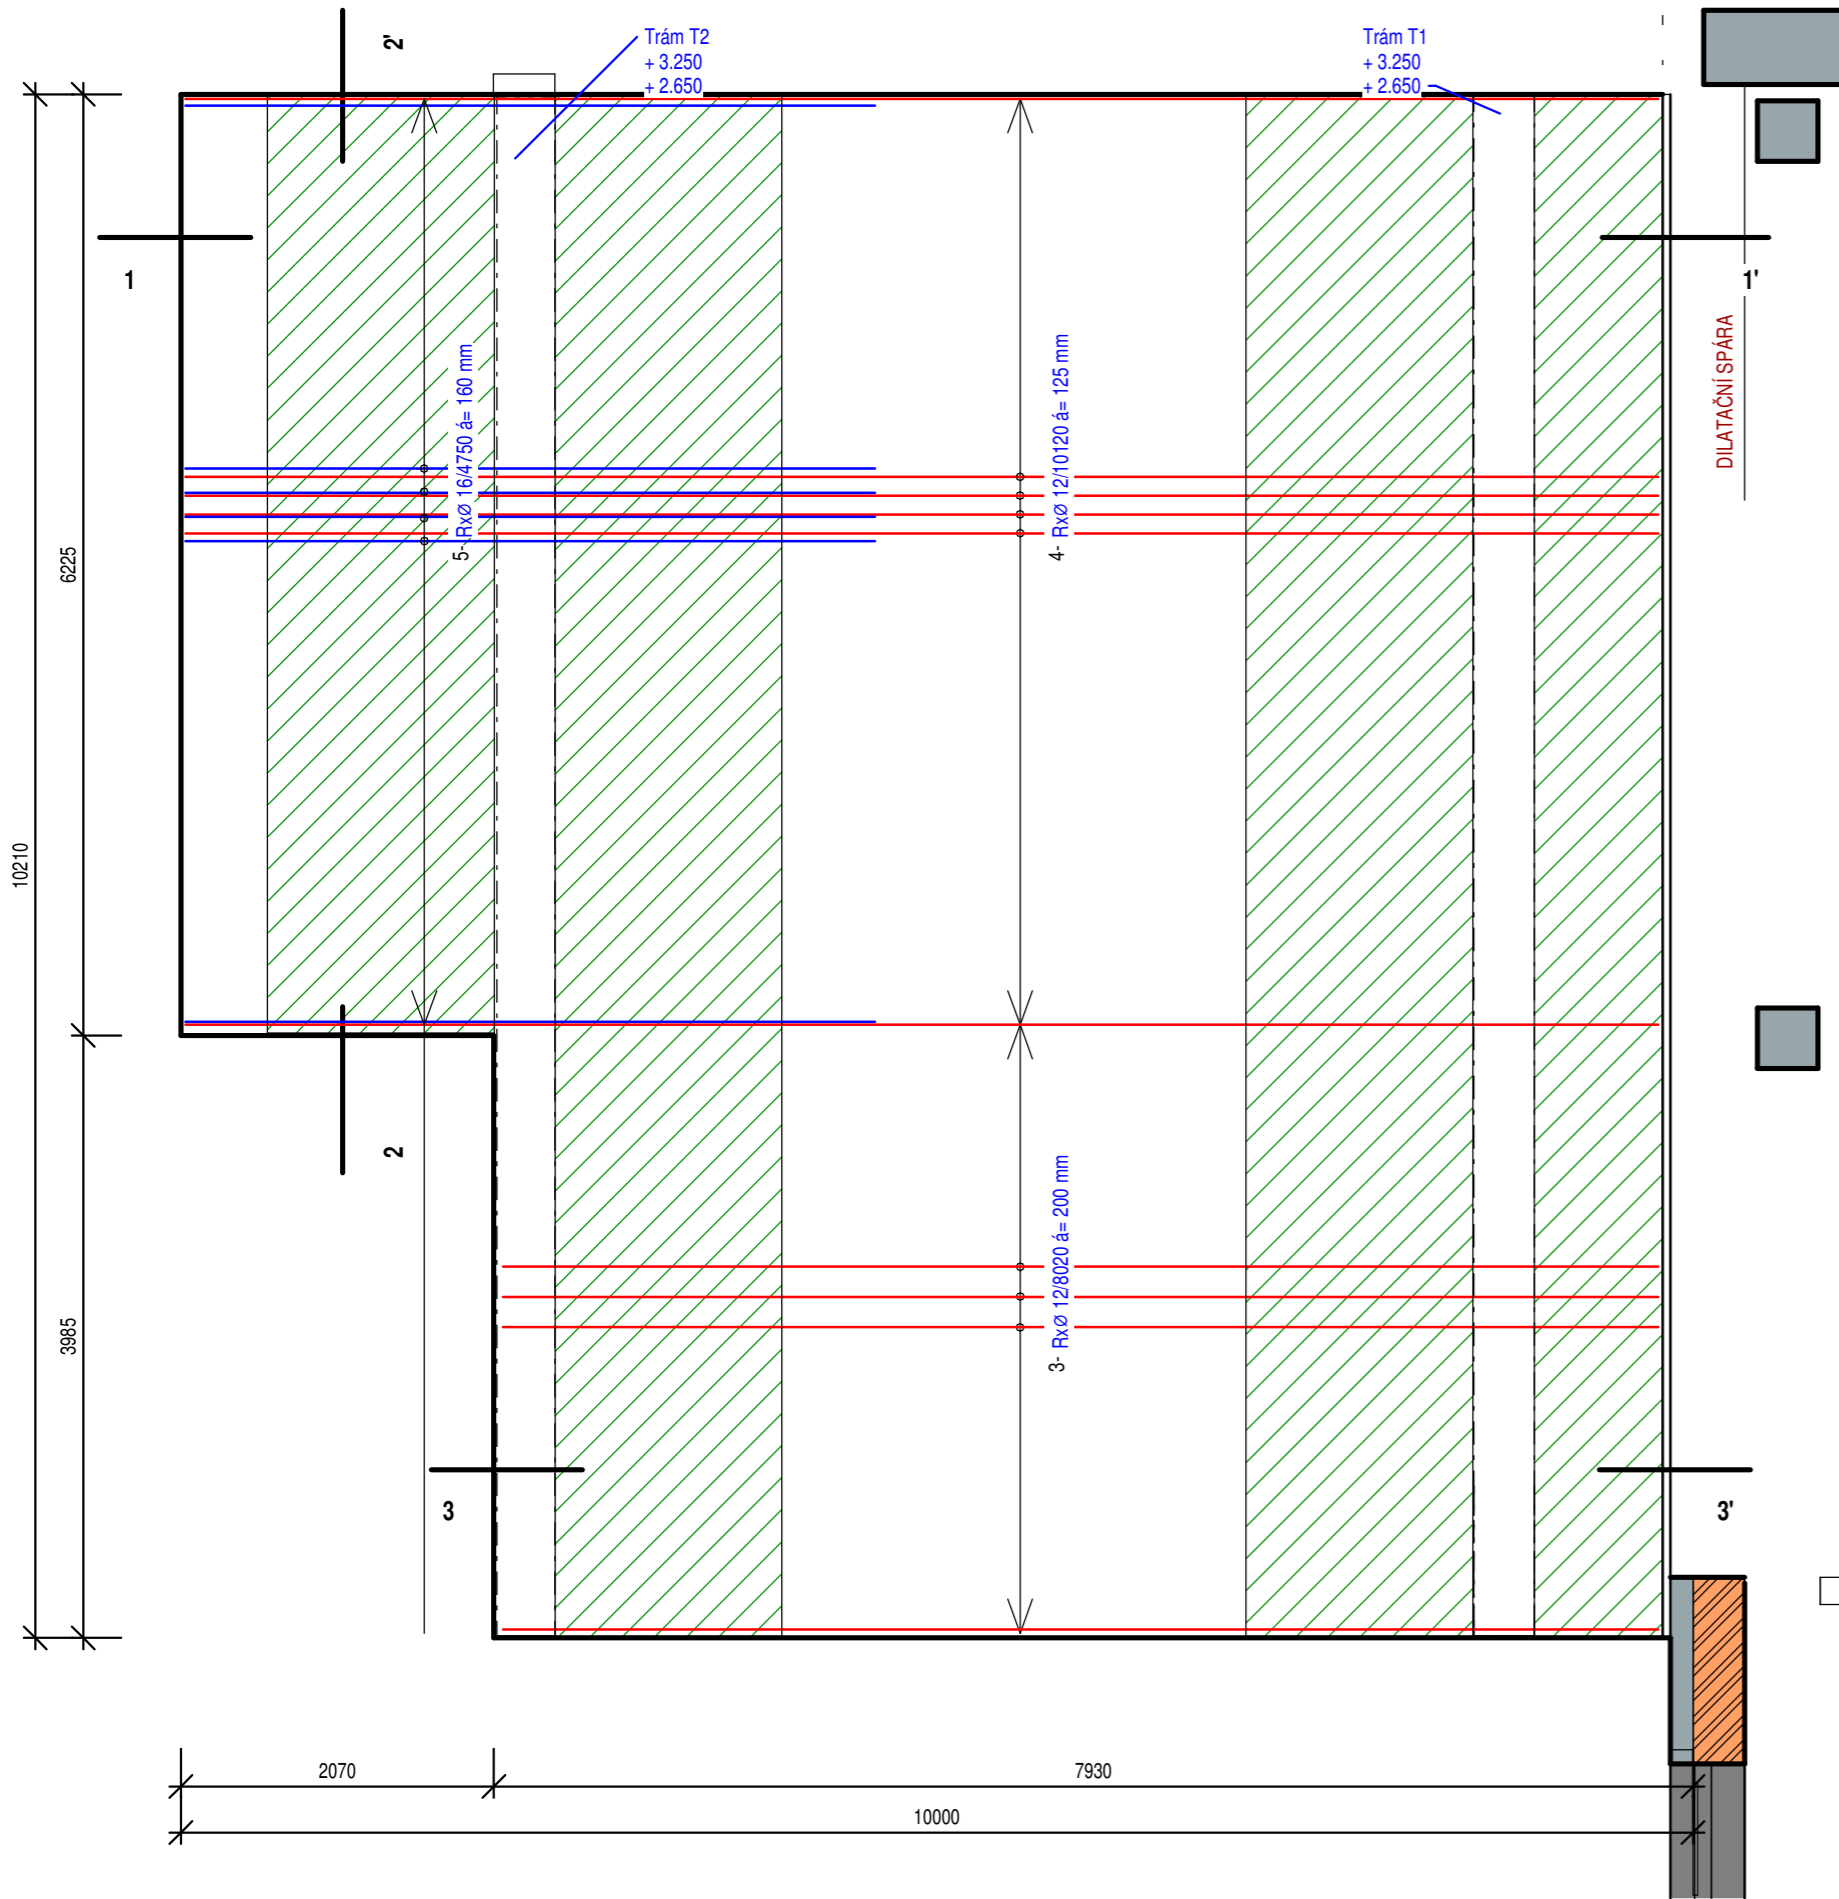 2'
Trám T2
+ 3.250
+ 2.650
Trám T1
+ 3.250
+ 2.650
1
1'
DILATAČNÍ SPÁRA
5- RxØ 16/4750 á= 160 mm
4- RxØ 12/10120 á= 125 mm
6225
10210
2
3985
3- RxØ 12/8020 á= 200 mm
3
3'
2070
7930
10000